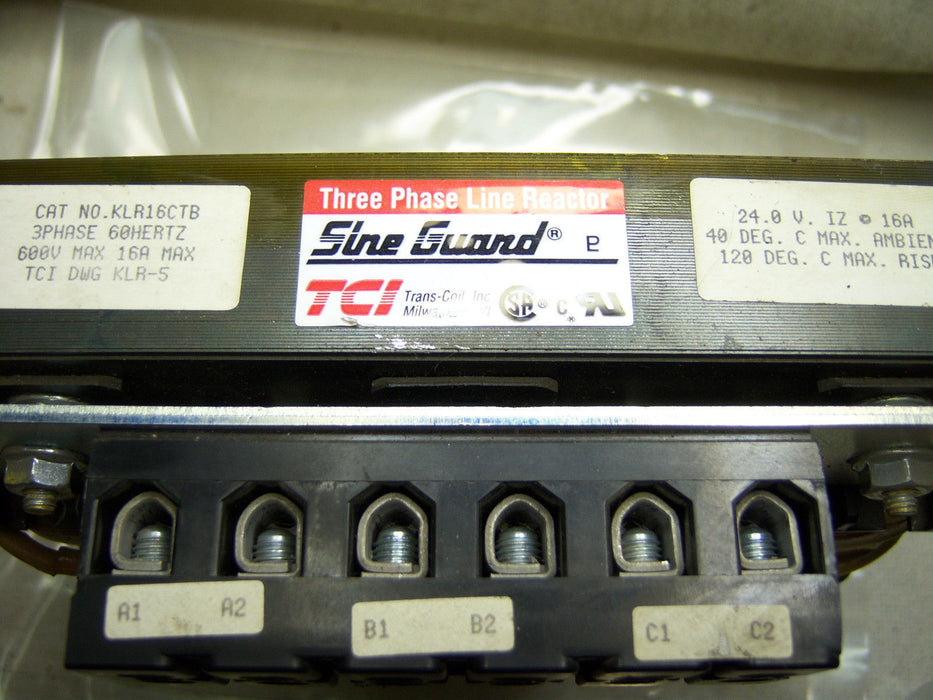 CAT NO.KLR16CTB
3PHASE 60HERTZ
600V MAX 16A MAX
TCI DWG KLR-5
Three Phase Line Reactor
Sine Guard®
TCI Trans-Coil, Inc.
SA® C UR ®
24.0 V. IZ @ 16A
40 DEG. C MAX.
120 DEG. C MAX.
A1 A2
B1 B2
C1 C2